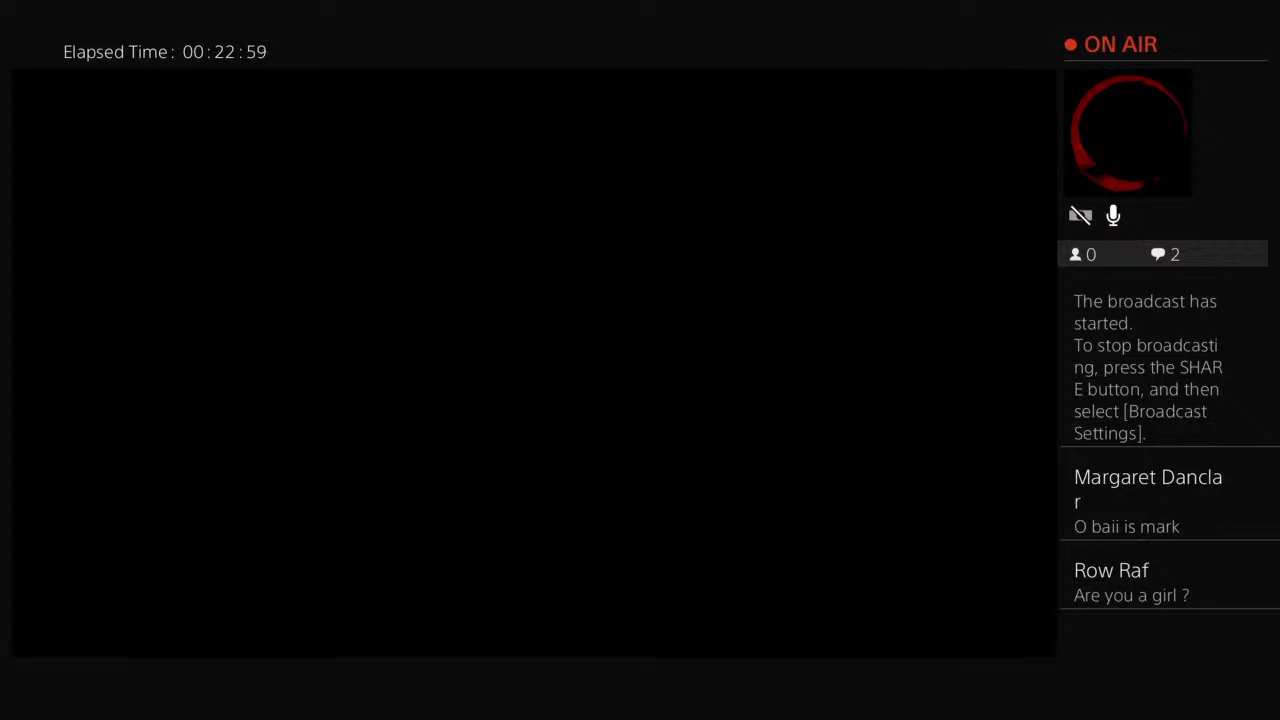 Elapsed Time: 00:22:59
ON AIR
0 2
The broadcast has
started.
To stop broadcasti
ng, press the SHAR
E button, and then
select [Broadcast
Settings].
Margaret Dancla
r
O baii is mark
Row Raf
Are you a girl ?